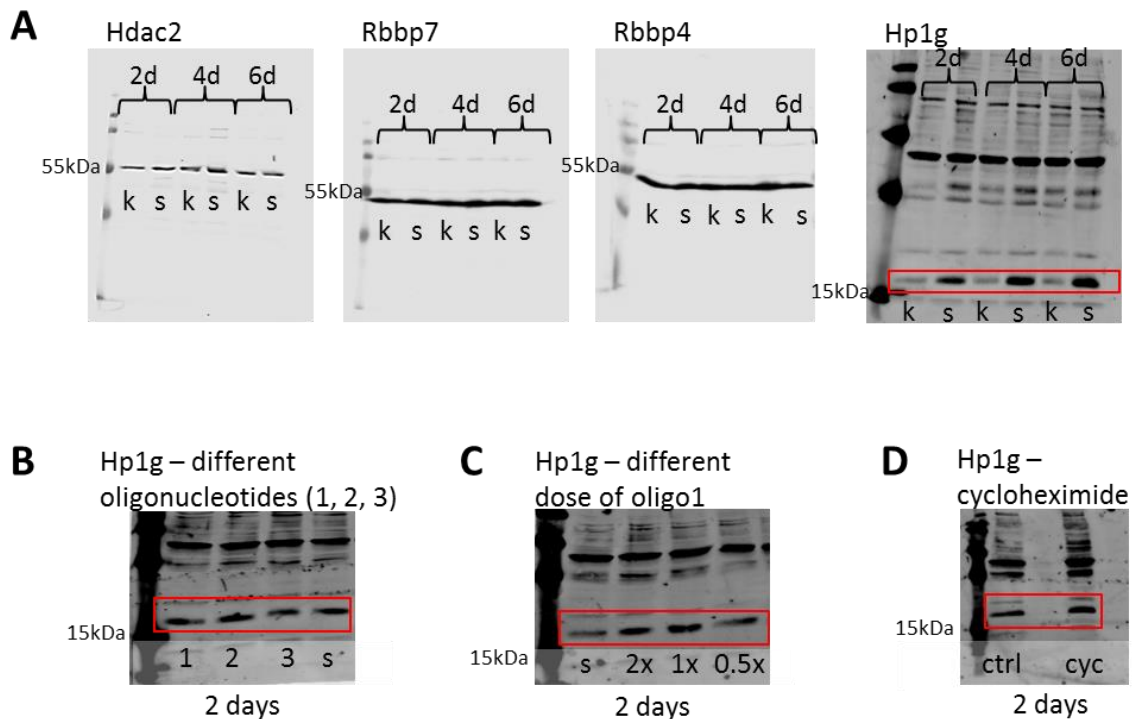 A
Hdac2
2d 4d 6d
55kDa
k s k s k s
Rbbp7
2d 4d 6d
55kDa
k s k s k s
Rbbp4
2d 4d 6d
55kDa
k s k s k s
Hp1g
2d 4d 6d
15kDa
k s k s k s
B
Hp1g – different
oligonucleotides (1, 2, 3)
15kDa
1 2 3 s
2 days
C
Hp1g – different
dose of oligo1
15kDa
s 2x 1x 0.5x
2 days
D
Hp1g –
cycloheximide
15kDa
ctrl cyc
2 days